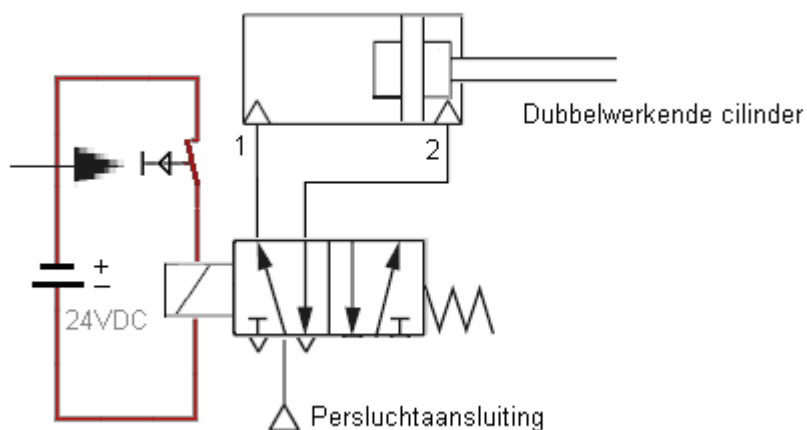 Dubbelwerkende cilinder
1
2
+
−
24VDC
Persluchtaansluiting